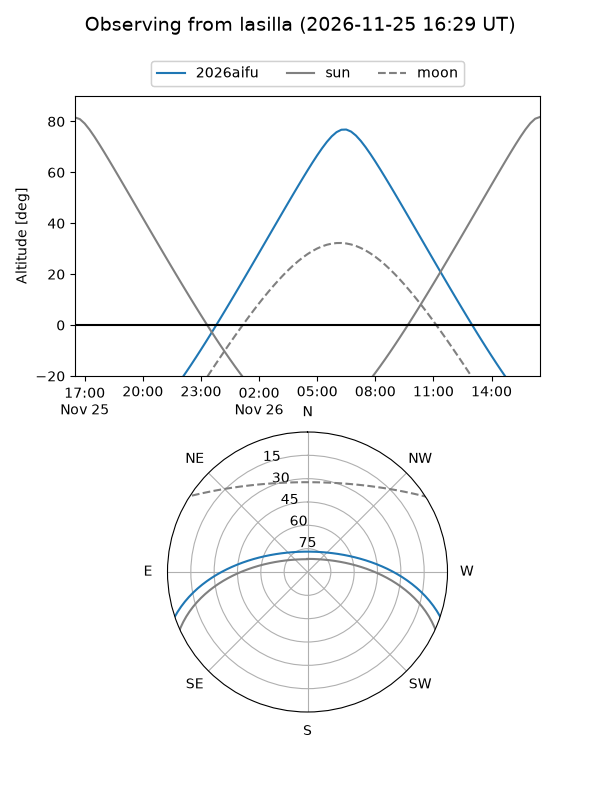 Observing from lasilla (2026-11-25 16:29 UT)
2026aifu sun moon
80
60
40
20
0
−20
Altitude [deg]
17:00 20:00 23:00 02:00 05:00 08:00 11:00 14:00
Nov 25 Nov 26
N
NE NW
15
30
45
60
75
E W
SE SW
S